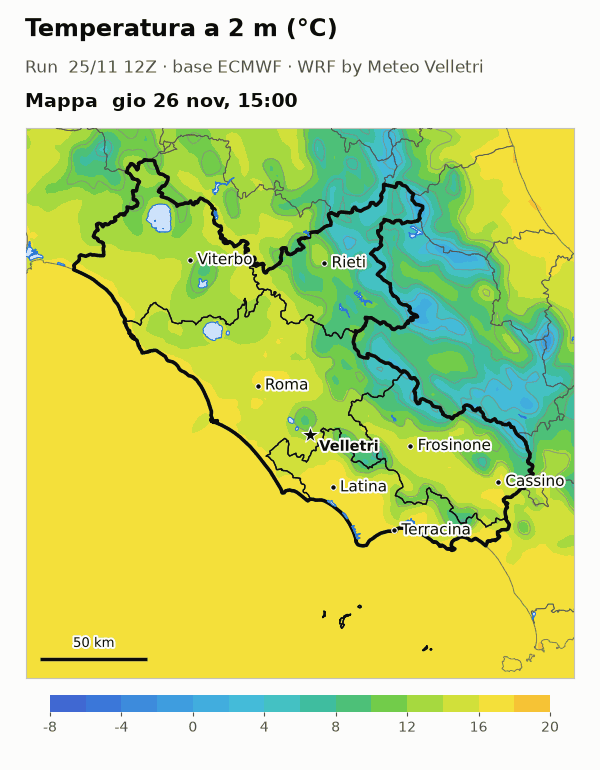 Temperatura a 2 m (°C)
Run  25/11 12Z · base ECMWF · WRF by Meteo Velletri
Mappa  gio 26 nov, 15:00
Viterbo
Rieti
Roma
Velletri
Frosinone
Latina
Cassino
Terracina
50 km
-8 -4 0 4 8 12 16 20